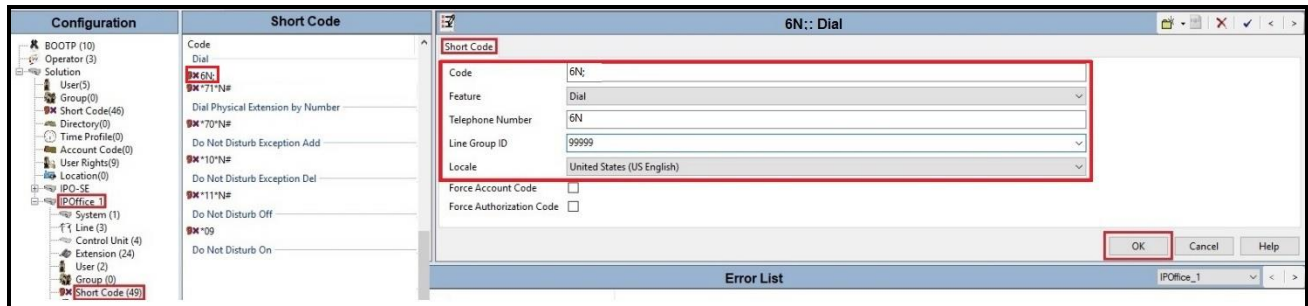 Configuration
BOOTP (10)
Operator (3)
Solution
User(5)
Group(0)
Short Code(46)
Directory(0)
Time Profile(0)
Account Code(0)
User Rights(9)
Location(0)
IPO-SE
IPOffice_1
System (1)
Line (3)
Control Unit (4)
Extension (24)
User (2)
Group (0)
Short Code (49)
Short Code
Code
Dial
6N;
*71*N#
Dial Physical Extension by Number
*70*N#
Do Not Disturb Exception Add
*10*N#
Do Not Disturb Exception Del
*11*N#
Do Not Disturb Off
*09
Do Not Disturb On
6N;: Dial
Short Code
Code 6N;
Feature Dial
Telephone Number 6N
Line Group ID 99999
Locale United States (US English)
Force Account Code
Force Authorization Code
OK Cancel Help
Error List IPOffice_1